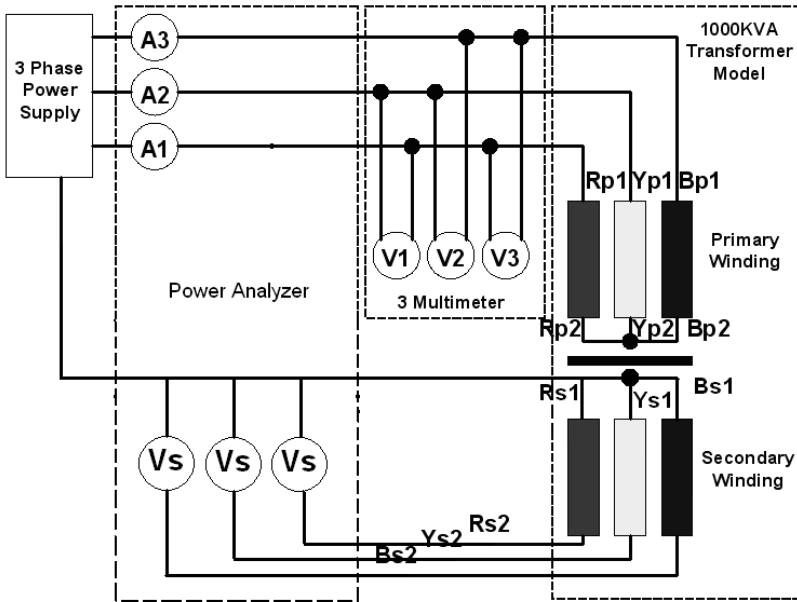 3 Phase
Power
Supply
A3
A2
A1
1000KVA
Transformer
Model
Rp1 Yp1 Bp1
V1 V2 V3
Primary
Winding
Power Analyzer
3 Multimeter
Rp2 Yp2 Bp2
Rs1 Ys1 Bs1
Vs Vs Vs
Secondary
Winding
Rs2
Ys2
Bs2